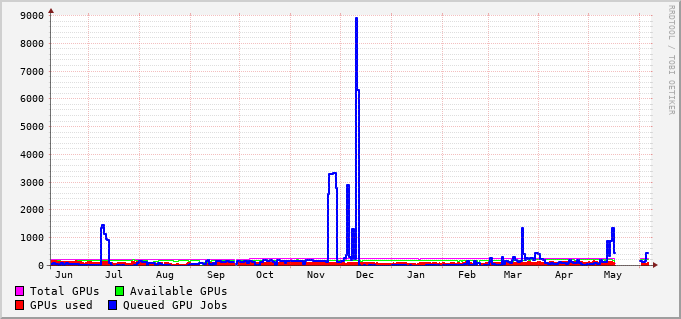 9000
8000
7000
6000
5000
4000
3000
2000
1000
0
Jun Jul Aug Sep Oct Nov Dec Jan Feb Mar Apr May
Total GPUs Available GPUs
GPUs used Queued GPU Jobs
RRDTOOL / TOBI OETIKER